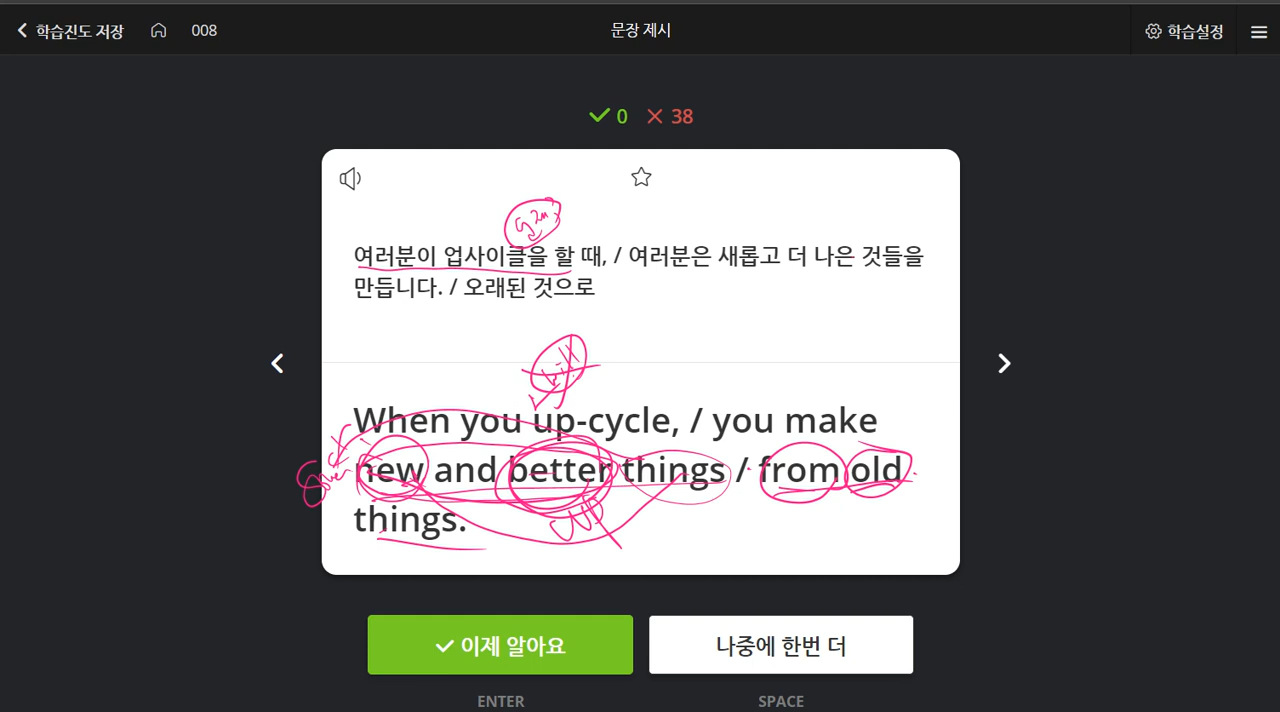 학습진도 저장 008 문장 제시 학습설정
0 38
여러분이 업사이클을 할 때, / 여러분은 새롭고 더 나은 것들을
만듭니다. / 오래된 것으로
When you up-cycle, / you make
new and better things / from old
things.
이제 알아요 나중에 한번 더
ENTER SPACE